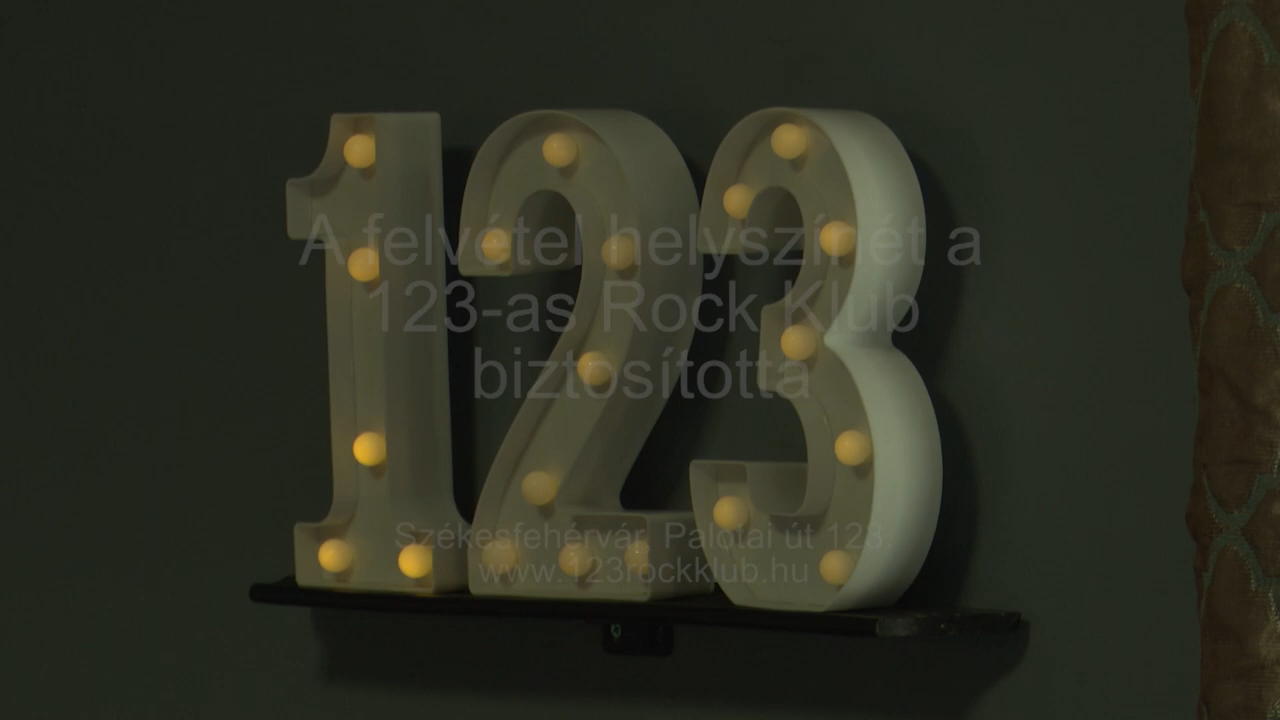 123
A felvétel helyszínét a
123-as Rock Klub
biztosította
Székesfehérvár, Palotai út 123.
www.123rockklub.hu